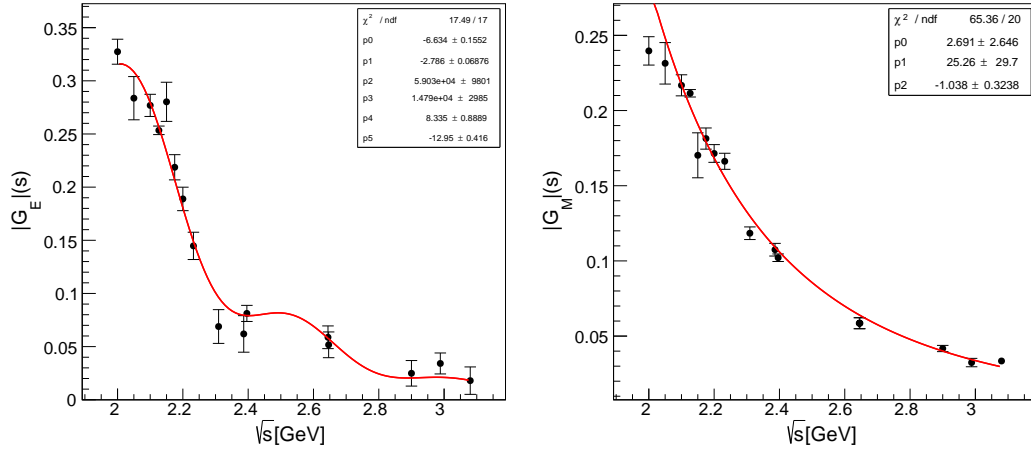 χ² / ndf 17.49 / 17
p0 -6.634 ± 0.1552
p1 -2.786 ± 0.06876
p2 5.903e+04 ± 9801
p3 1.479e+04 ± 2985
p4 8.335 ± 0.8889
p5 -12.95 ± 0.416
0.35
0.3
0.25
0.2
0.15
0.1
0.05
0
|G_E|(s)
2 2.2 2.4 2.6 2.8 3
√s[GeV]
χ² / ndf 65.36 / 20
p0 2.691 ± 2.646
p1 25.26 ± 29.7
p2 -1.038 ± 0.3238
0.25
0.2
0.15
0.1
0.05
|G_M|(s)
2 2.2 2.4 2.6 2.8 3
√s[GeV]